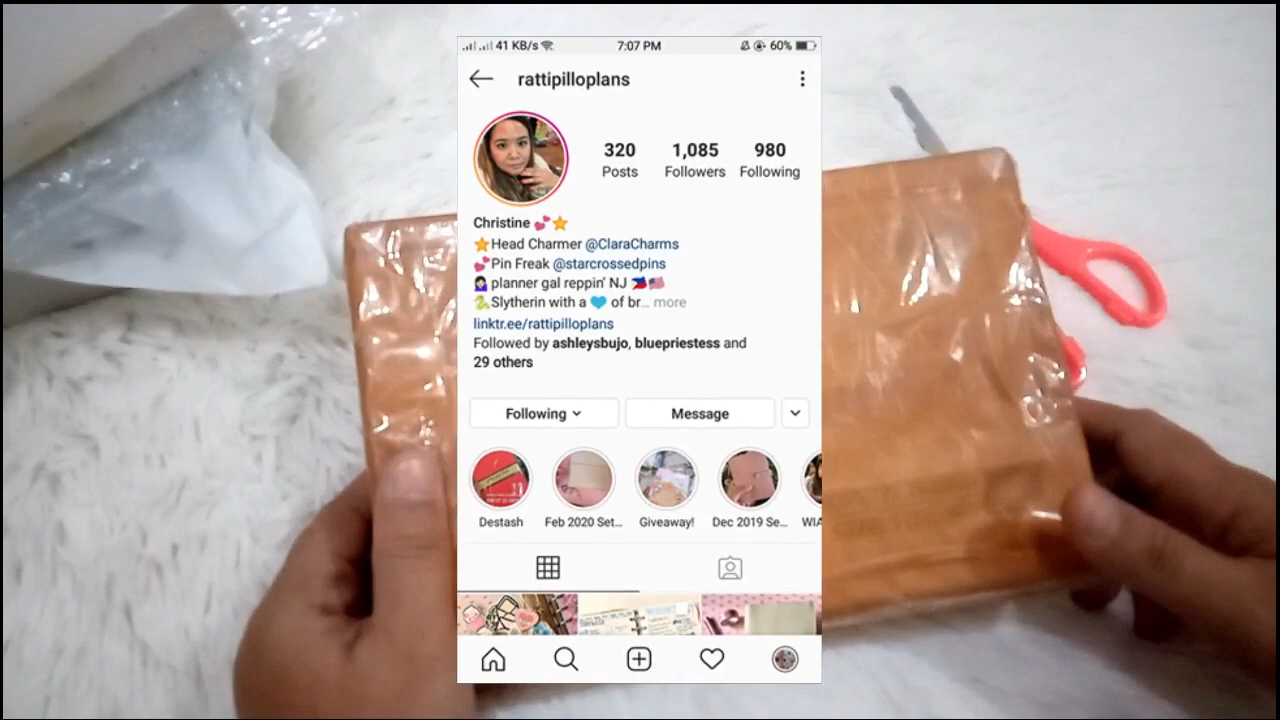 41 KB/s 7:07 PM 60%
rattipilloplans
320 1,085 980
Posts Followers Following
Christine 💕⭐
⭐Head Charmer @ClaraCharms
💕Pin Freak @starcrossedpins
🙍🏻‍♀️planner gal reppin' NJ 🇵🇭🇺🇸
🐍Slytherin with a 💙 of br... more
linktr.ee/rattipilloplans
Followed by ashleysbujo, bluepriestess and
29 others
Following Message
Destash Feb 2020 Set... Giveaway! Dec 2019 Se... WIA